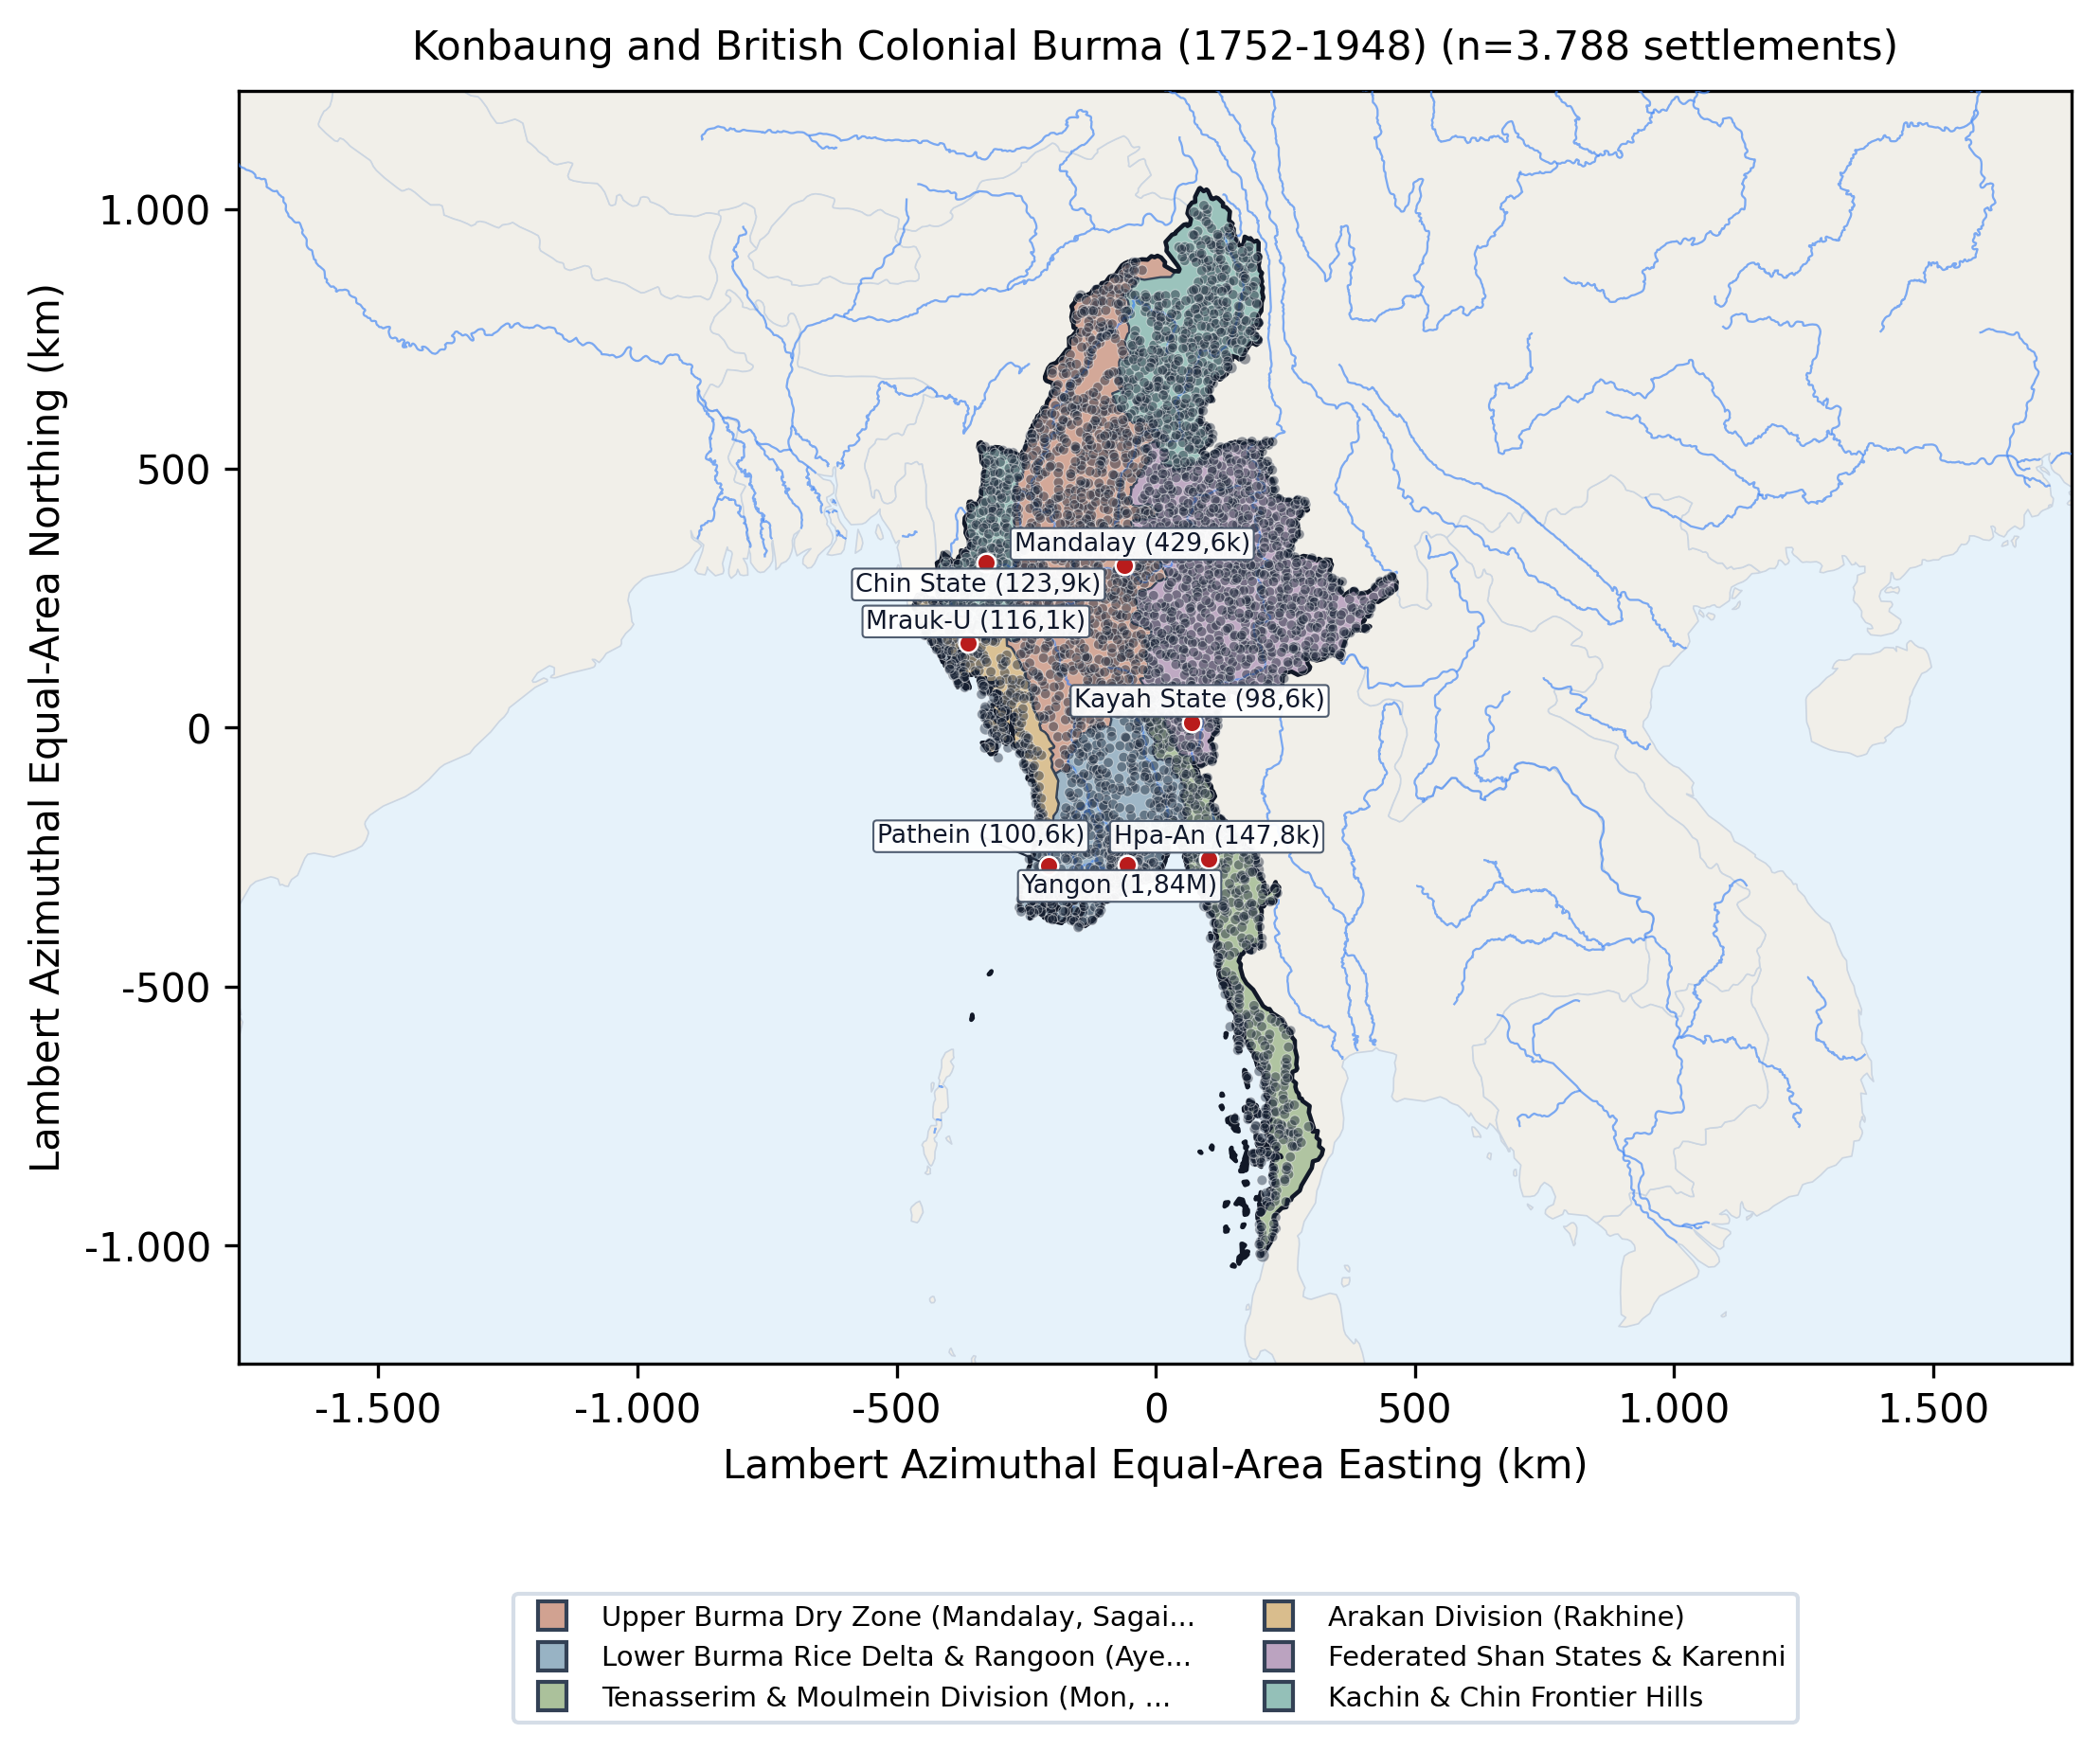 Konbaung and British Colonial Burma (1752-1948) (n=3.788 settlements)
Lambert Azimuthal Equal-Area Northing (km)
1.000
500
0
-500
-1.000
Mandalay (429,6k)
Chin State (123,9k)
Mrauk-U (116,1k)
Kayah State (98,6k)
Pathein (100,6k)
Hpa-An (147,8k)
Yangon (1,84M)
-1.500
-1.000
-500
0
500
1.000
1.500
Lambert Azimuthal Equal-Area Easting (km)
Upper Burma Dry Zone (Mandalay, Sagai...
Lower Burma Rice Delta & Rangoon (Aye...
Tenasserim & Moulmein Division (Mon, ...
Arakan Division (Rakhine)
Federated Shan States & Karenni
Kachin & Chin Frontier Hills